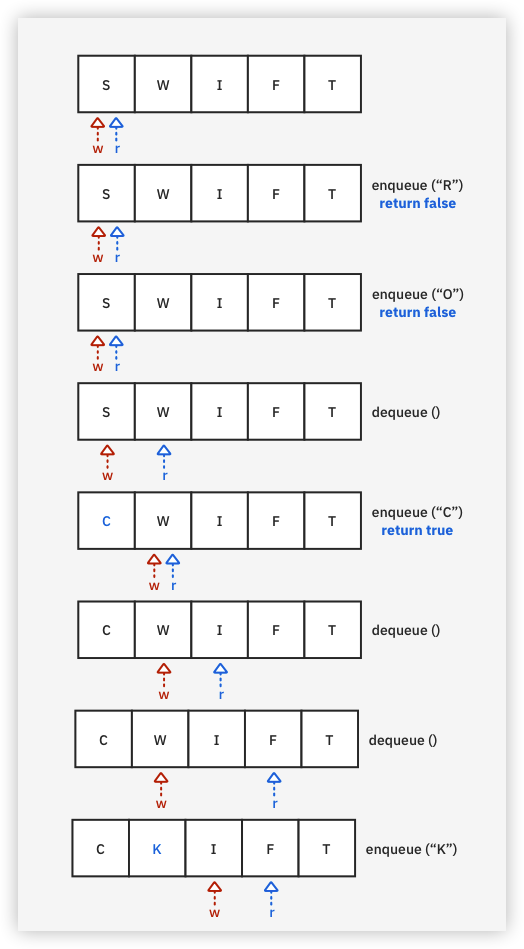 S W I F T
w r
S W I F T
enqueue (“R”)
return false
w r
S W I F T
enqueue (“O”)
return false
w r
S W I F T
dequeue ()
w r
C W I F T
enqueue (“C”)
return true
w r
C W I F T
dequeue ()
w r
C W I F T
dequeue ()
w r
C K I F T
enqueue (“K”)
w r